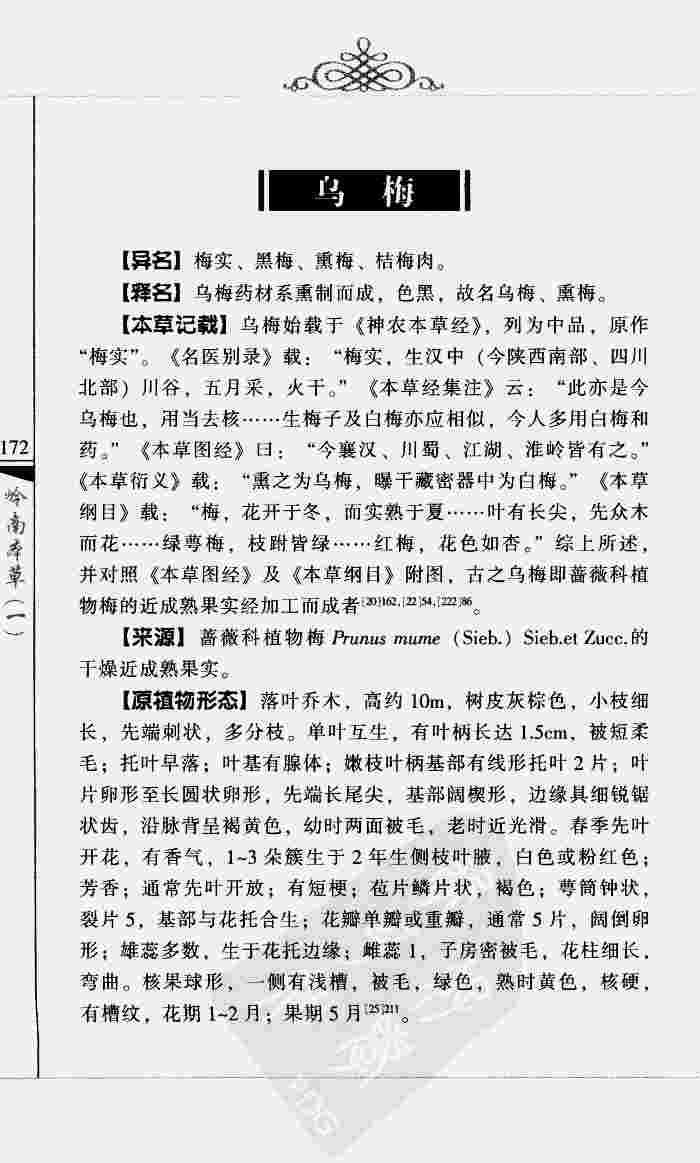 乌 梅
【异名】梅实、黑梅、熏梅、桔梅肉。
【释名】乌梅药材系熏制而成，色黑，故名乌梅、熏梅。
【本草记载】乌梅始载于《神农本草经》，列为中品，原作
“梅实”。《名医别录》载：“梅实，生汉中（今陕西南部、四川
北部）川谷，五月采，火干。”《本草经集注》云：“此亦是今
乌梅也，用当去核……生梅子及白梅亦应相似，今人多用白梅和
药。”《本草图经》曰：“今襄汉、川蜀、江湖、淮岭皆有之。”
《本草衍义》载：“熏之为乌梅，曝干藏密器中为白梅。”《本草
纲目》载：“梅，花开于冬，而实熟于夏……叶有长尖，先众木
而花……绿萼梅，枝跗皆绿……红梅，花色如杏。”综上所述，
并对照《本草图经》及《本草纲目》附图，古之乌梅即蔷薇科植
物梅的近成熟果实经加工而成者[20]162,[22]54,[222]86。
【来源】蔷薇科植物梅 Prunus mume（Sieb.）Sieb.et Zucc.的
干燥近成熟果实。
【原植物形态】落叶乔木，高约 10m，树皮灰棕色，小枝细
长，先端刺状，多分枝。单叶互生，有叶柄长达 1.5cm，被短柔
毛；托叶早落；叶基有腺体；嫩枝叶柄基部有线形托叶 2 片；叶
片卵形至长圆状卵形，先端长尾尖，基部阔楔形，边缘具细锐锯
状齿，沿脉背呈褐黄色，幼时两面被毛，老时近光滑。春季先叶
开花，有香气，1~3 朵簇生于 2 年生侧枝叶腋，白色或粉红色；
芳香；通常先叶开放；有短梗；苞片鳞片状，褐色；萼筒钟状，
裂片 5，基部与花托合生；花瓣单瓣或重瓣，通常 5 片，阔倒卵
形；雄蕊多数，生于花托边缘；雌蕊 1，子房密被毛，花柱细长，
弯曲。核果球形，一侧有浅槽，被毛，绿色，熟时黄色，核硬，
有槽纹，花期 1~2 月；果期 5 月[25]211。
172
岭南本草（一）